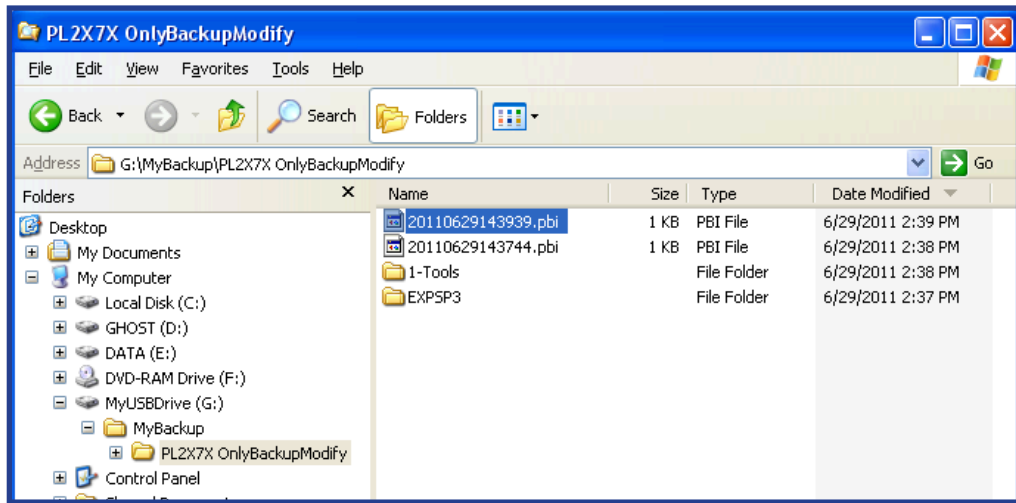 PL2X7X OnlyBackupModify
File Edit View Favorites Tools Help
Back Search Folders
Address G:\MyBackup\PL2X7X OnlyBackupModify Go
Folders x Name Size Type Date Modified
Desktop 20110629143939.pbi 1 KB PBI File 6/29/2011 2:39 PM
My Documents 20110629143744.pbi 1 KB PBI File 6/29/2011 2:38 PM
My Computer 1-Tools File Folder 6/29/2011 2:38 PM
Local Disk (C:) EXPSP3 File Folder 6/29/2011 2:37 PM
GHOST (D:)
DATA (E:)
DVD-RAM Drive (F:)
MyUSBDrive (G:)
MyBackup
PL2X7X OnlyBackupModify
Control Panel